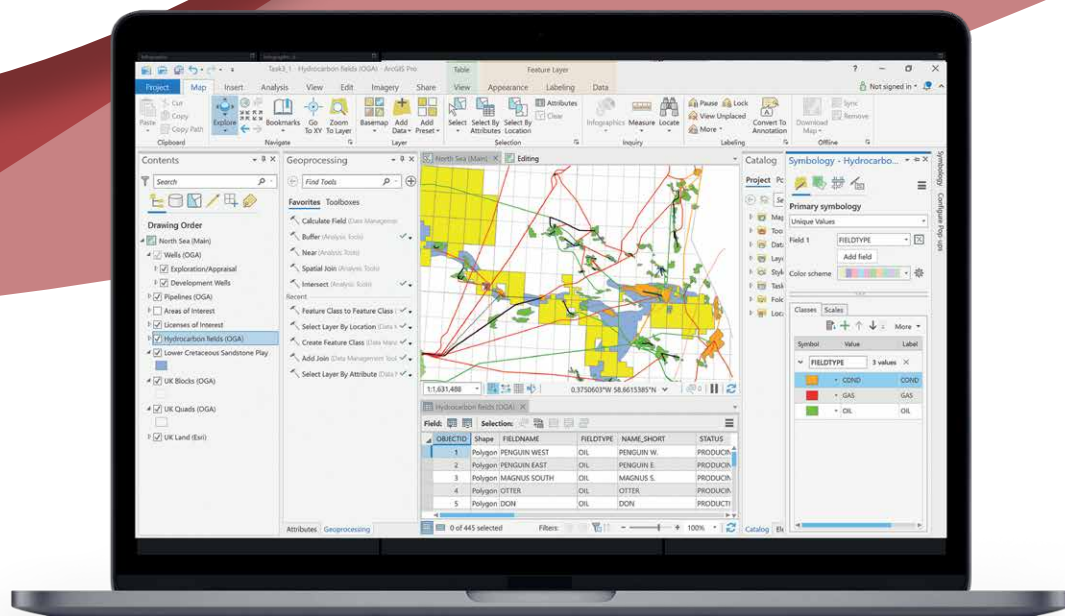 Task3_1 - Hydrocarbon fields (OGA) - ArcGIS Pro
Table
Feature Layer
? 
Project Map Insert Analysis View Edit Imagery Share View Appearance Labeling Data
Not signed in
Paste
Cut
Copy
Copy Path
Explore
Bookmarks
Go To XY
Zoom To Layer
Basemap
Add Data
Add Preset
Select
Select By Attributes
Select By Location
Attributes
Clear
Infographics
Measure
Locate
Pause
Lock
View Unplaced
More
Convert To Annotation
Download Map
Sync
Remove
Clipboard
Navigate
Layer
Selection
Inquiry
Labeling
Offline
Contents
Search
Drawing Order
North Sea (Main)
Wells (OGA)
Exploration/Appraisal
Development Wells
Pipelines (OGA)
Areas of Interest
Licenses of Interest
Hydrocarbon fields (OGA)
Lower Cretaceous Sandstone Play
UK Blocks (OGA)
UK Quads (OGA)
UK Land (Esri)
Geoprocessing
Find Tools
Favorites Toolboxes
Calculate Field (Data Managemen
Buffer (Analysis Tools)
Near (Analysis Tools)
Spatial Join (Analysis Tools)
Intersect (Analysis Tools)
Recent
Feature Class to Feature Class
Select Layer By Location (Data
Create Feature Class (Data Mana
Add Join (Data Management Tool
Select Layer By Attribute (Data
Attributes Geoprocessing
North Sea (Main)
Editing
1:1,631,488
0.3750603°W 58.6615385°N
0
Hydrocarbon fields (OGA)
Field:
Selection:
OBJECTID Shape FIELDNAME FIELDTYPE NAME_SHORT STATUS
1 Polygon PENGUIN WEST OIL PENGUIN W. PRODUCIN
2 Polygon PENGUIN EAST OIL PENGUIN E. PRODUCIN
3 Polygon MAGNUS SOUTH OIL MAGNUS S. PRODUCIN
4 Polygon OTTER OIL OTTER PRODUCIN
5 Polygon DON OIL DON PRODUCTI
0 of 445 selected
Filters:
100%
Catalog
Project Po
Se
Map
Too
Data
Laye
Style
Task
Fold
Loca
Catalog Ele
Symbology - Hydrocarbo...
Primary symbology
Unique Values
Field 1
FIELDTYPE
Add field
Color scheme
Classes Scales
More
Symbol Value Label
FIELDTYPE 3 values
COND COND
GAS GAS
OIL OIL
Symbology
Configure Pop-ups